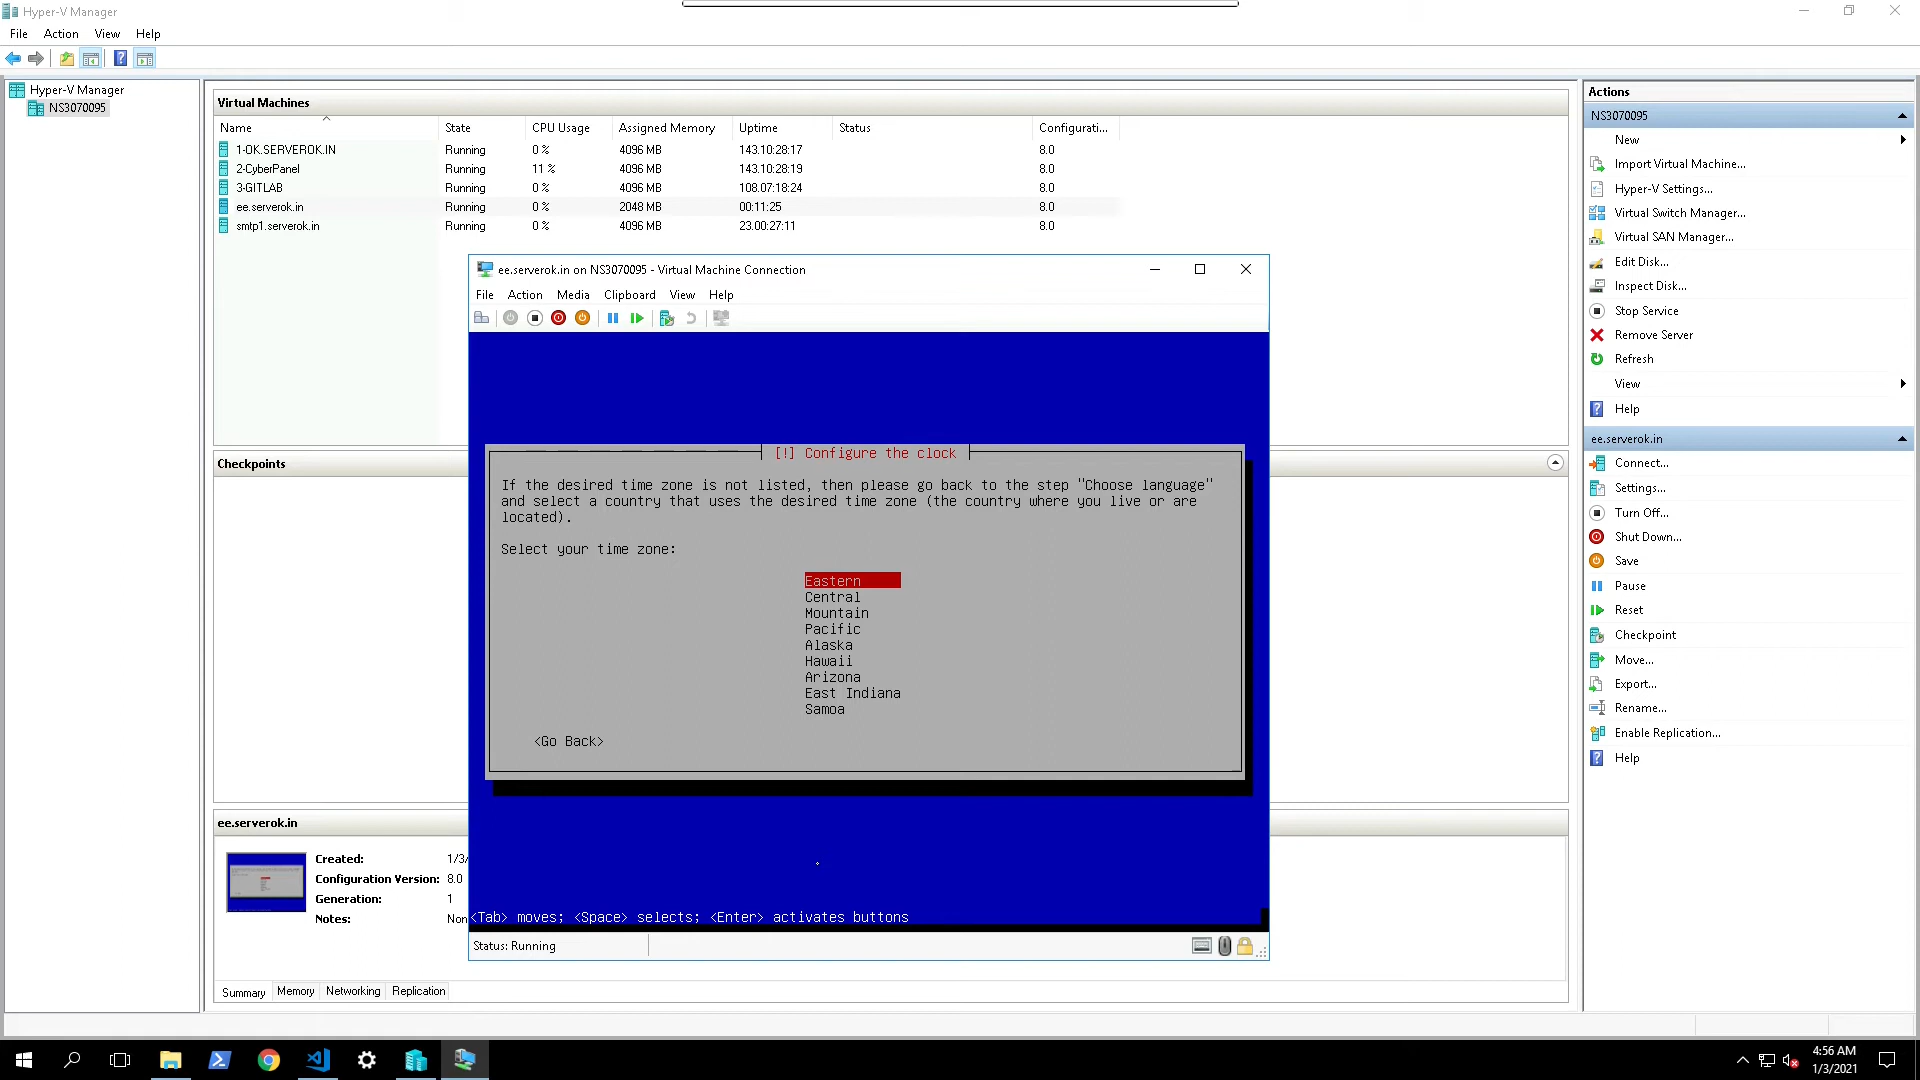 Hyper-V Manager
File Action View Help
Hyper-V Manager
NS3070095
Virtual Machines
Name State CPU Usage Assigned Memory Uptime Status Configurati...
1-OK.SERVEROK.IN Running 0 % 4096 MB 143.10:28:17 8.0
2-CyberPanel Running 11 % 4096 MB 143.10:28:19 8.0
3-GITLAB Running 0 % 4096 MB 108.07:18:24 8.0
ee.serverok.in Running 0 % 2048 MB 00:11:25 8.0
smtp1.serverok.in Running 0 % 4096 MB 23.00:27:11 8.0
ee.serverok.in on NS3070095 - Virtual Machine Connection
File Action Media Clipboard View Help
[!] Configure the clock
If the desired time zone is not listed, then please go back to the step "Choose language"
and select a country that uses the desired time zone (the country where you live or are
located).
Select your time zone:
Eastern
Central
Mountain
Pacific
Alaska
Hawaii
Arizona
East Indiana
Samoa
<Go Back>
<Tab> moves; <Space> selects; <Enter> activates buttons
Status: Running
Checkpoints
ee.serverok.in
Created: 1/3/
Configuration Version: 8.0
Generation: 1
Notes: Non
Summary Memory Networking Replication
Actions
NS3070095
New
Import Virtual Machine...
Hyper-V Settings...
Virtual Switch Manager...
Virtual SAN Manager...
Edit Disk...
Inspect Disk...
Stop Service
Remove Server
Refresh
View
Help
ee.serverok.in
Connect...
Settings...
Turn Off...
Shut Down...
Save
Pause
Reset
Checkpoint
Move...
Export...
Rename...
Enable Replication...
Help
4:56 AM
1/3/2021